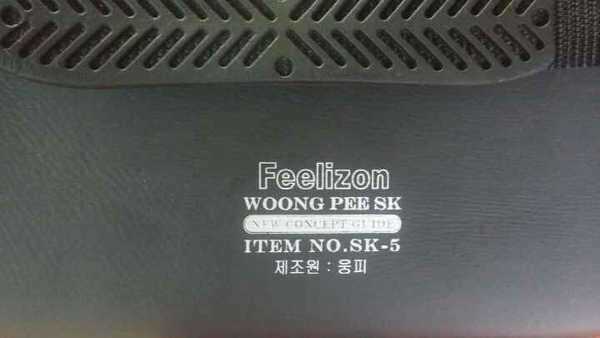 Feelizon
WOONG PEE SK
NEW CONCEPT GUIDE
ITEM NO.SK-5
제조원 : 웅피